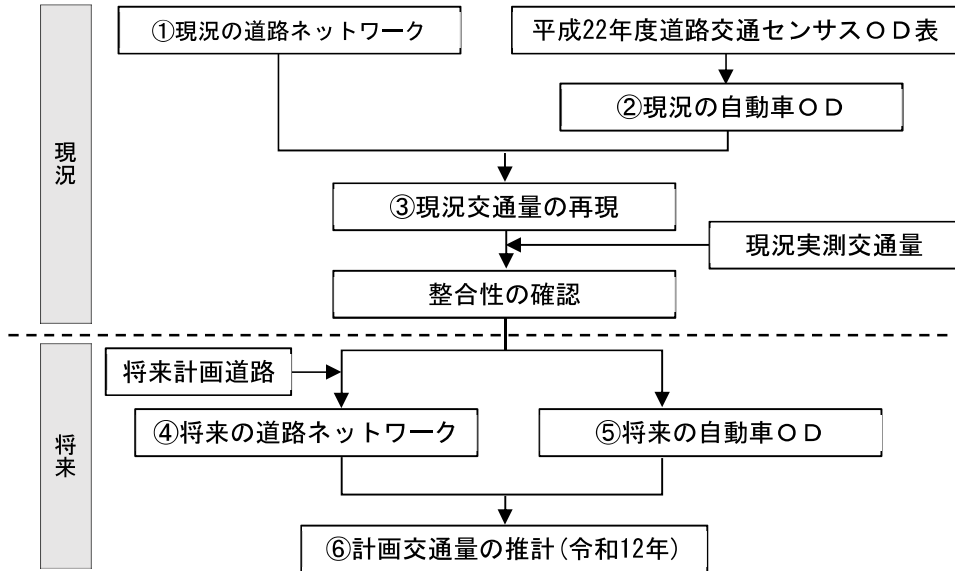 ①現況の道路ネットワーク
平成22年度道路交通センサスＯＤ表
②現況の自動車ＯＤ
現況
③現況交通量の再現
現況実測交通量
整合性の確認
将来計画道路
④将来の道路ネットワーク
⑤将来の自動車ＯＤ
将来
⑥計画交通量の推計(令和12年)